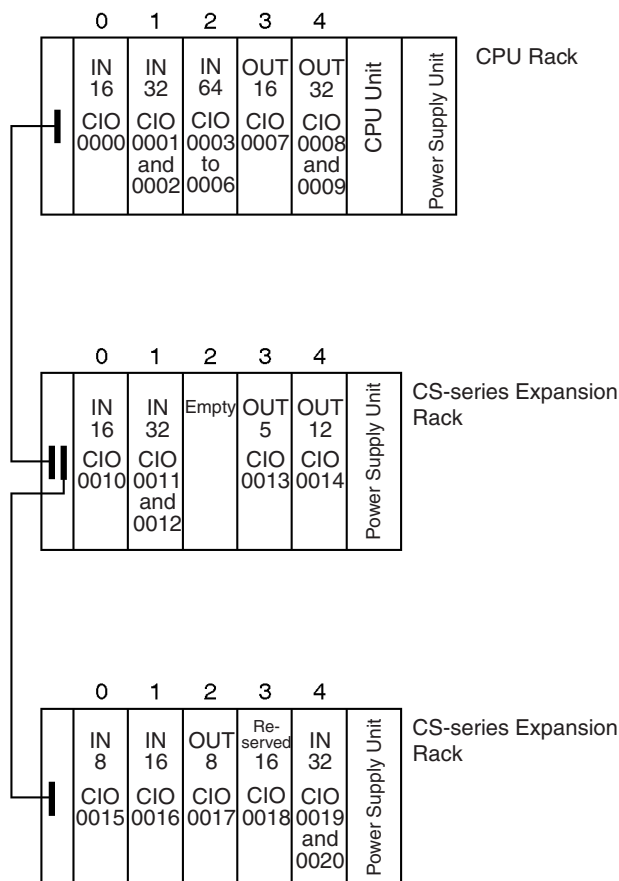 0 1 2 3 4
CPU Rack
IN
16
CIO
0000
IN
32
CIO
0001
and
0002
IN
64
CIO
0003
to
0006
OUT
16
CIO
0007
OUT
32
CIO
0008
and
0009
CPU Unit
Power Supply Unit
0 1 2 3 4
CS-series Expansion
Rack
IN
16
CIO
0010
IN
32
CIO
0011
and
0012
Empty
OUT
5
CIO
0013
OUT
12
CIO
0014
Power Supply Unit
0 1 2 3 4
CS-series Expansion
Rack
IN
8
CIO
0015
IN
16
CIO
0016
OUT
8
CIO
0017
Re-
served
16
CIO
0018
IN
32
CIO
0019
and
0020
Power Supply Unit